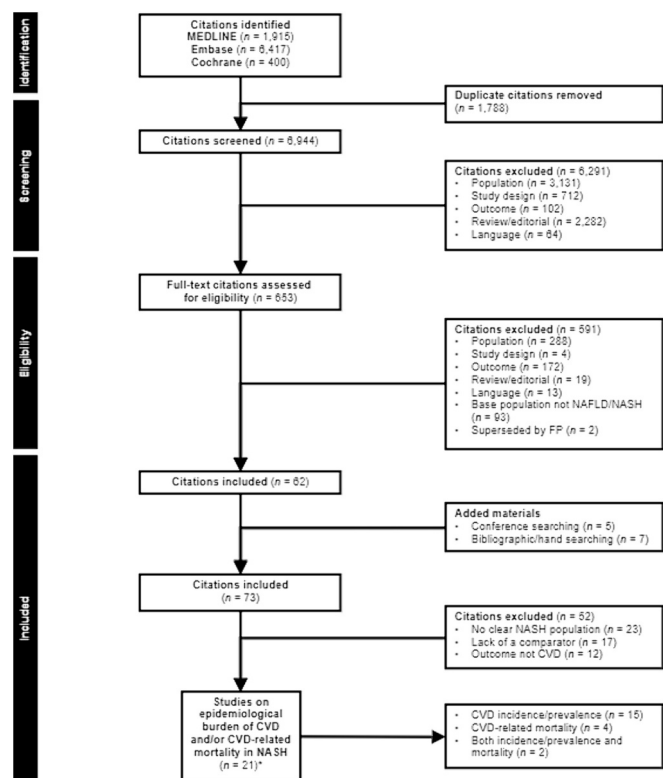 Identification
Citations identified
MEDLINE (n = 1,915)
Embase (n = 6,417)
Cochrane (n = 400)
Duplicate citations removed
(n = 1,788)
Screening
Citations screened (n = 6,944)
Citations excluded (n = 6,291)
• Population (n = 3,131)
• Study design (n = 712)
• Outcome (n = 102)
• Review/editorial (n = 2,282)
• Language (n = 64)
Eligibility
Full-text citations assessed
for eligibility (n = 653)
Citations excluded (n = 591)
• Population (n = 288)
• Study design (n = 4)
• Outcome (n = 172)
• Review/editorial (n = 19)
• Language (n = 13)
• Base population not NAFLD/NASH
(n = 93)
• Superseded by FP (n = 2)
Included
Citations included (n = 62)
Added materials
• Conference searching (n = 5)
• Bibliographic/hand searching (n = 7)
Citations included
(n = 73)
Citations excluded (n = 52)
• No clear NASH population (n = 23)
• Lack of a comparator (n = 17)
• Outcome not CVD (n = 12)
Studies on
epidemiological
burden of CVD
and/or CVD-related
mortality in NASH
(n = 21)*
• CVD incidence/prevalence (n = 15)
• CVD-related mortality (n = 4)
• Both incidence/prevalence and
mortality (n = 2)